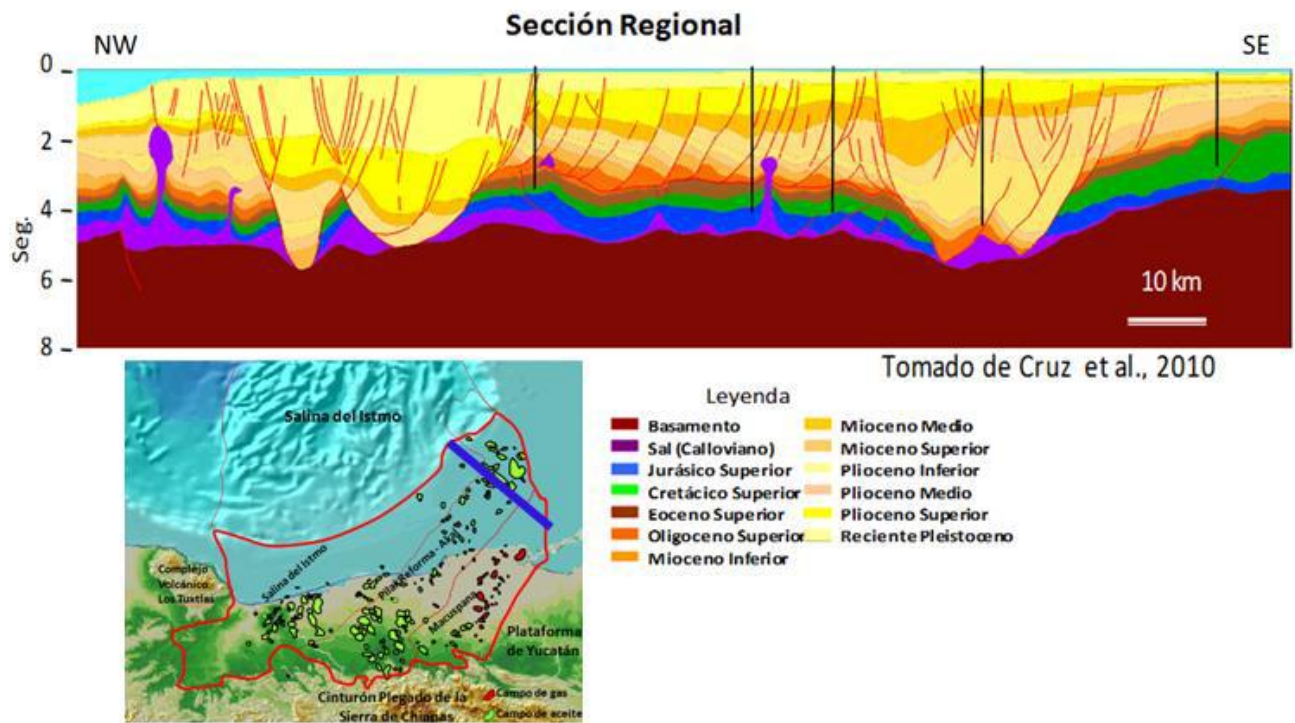 Sección Regional
NW
SE
0
2
4
6
8
Seg.
10 km
Tomado de Cruz et al., 2010
Salina del Istmo
Complejo
Volcánico
Los Tuxtlas
Salina del Istmo
Pilar Reforma - Akal
Macuspana
Plataforma
de Yucatán
Cinturón Plegado de la
Sierra de Chiapas
Campo de gas
Campo de aceite
Leyenda
Basamento
Sal (Calloviano)
Jurásico Superior
Cretácico Superior
Eoceno Superior
Oligoceno Superior
Mioceno Inferior
Mioceno Medio
Mioceno Superior
Plioceno Inferior
Plioceno Medio
Plioceno Superior
Reciente Pleistoceno